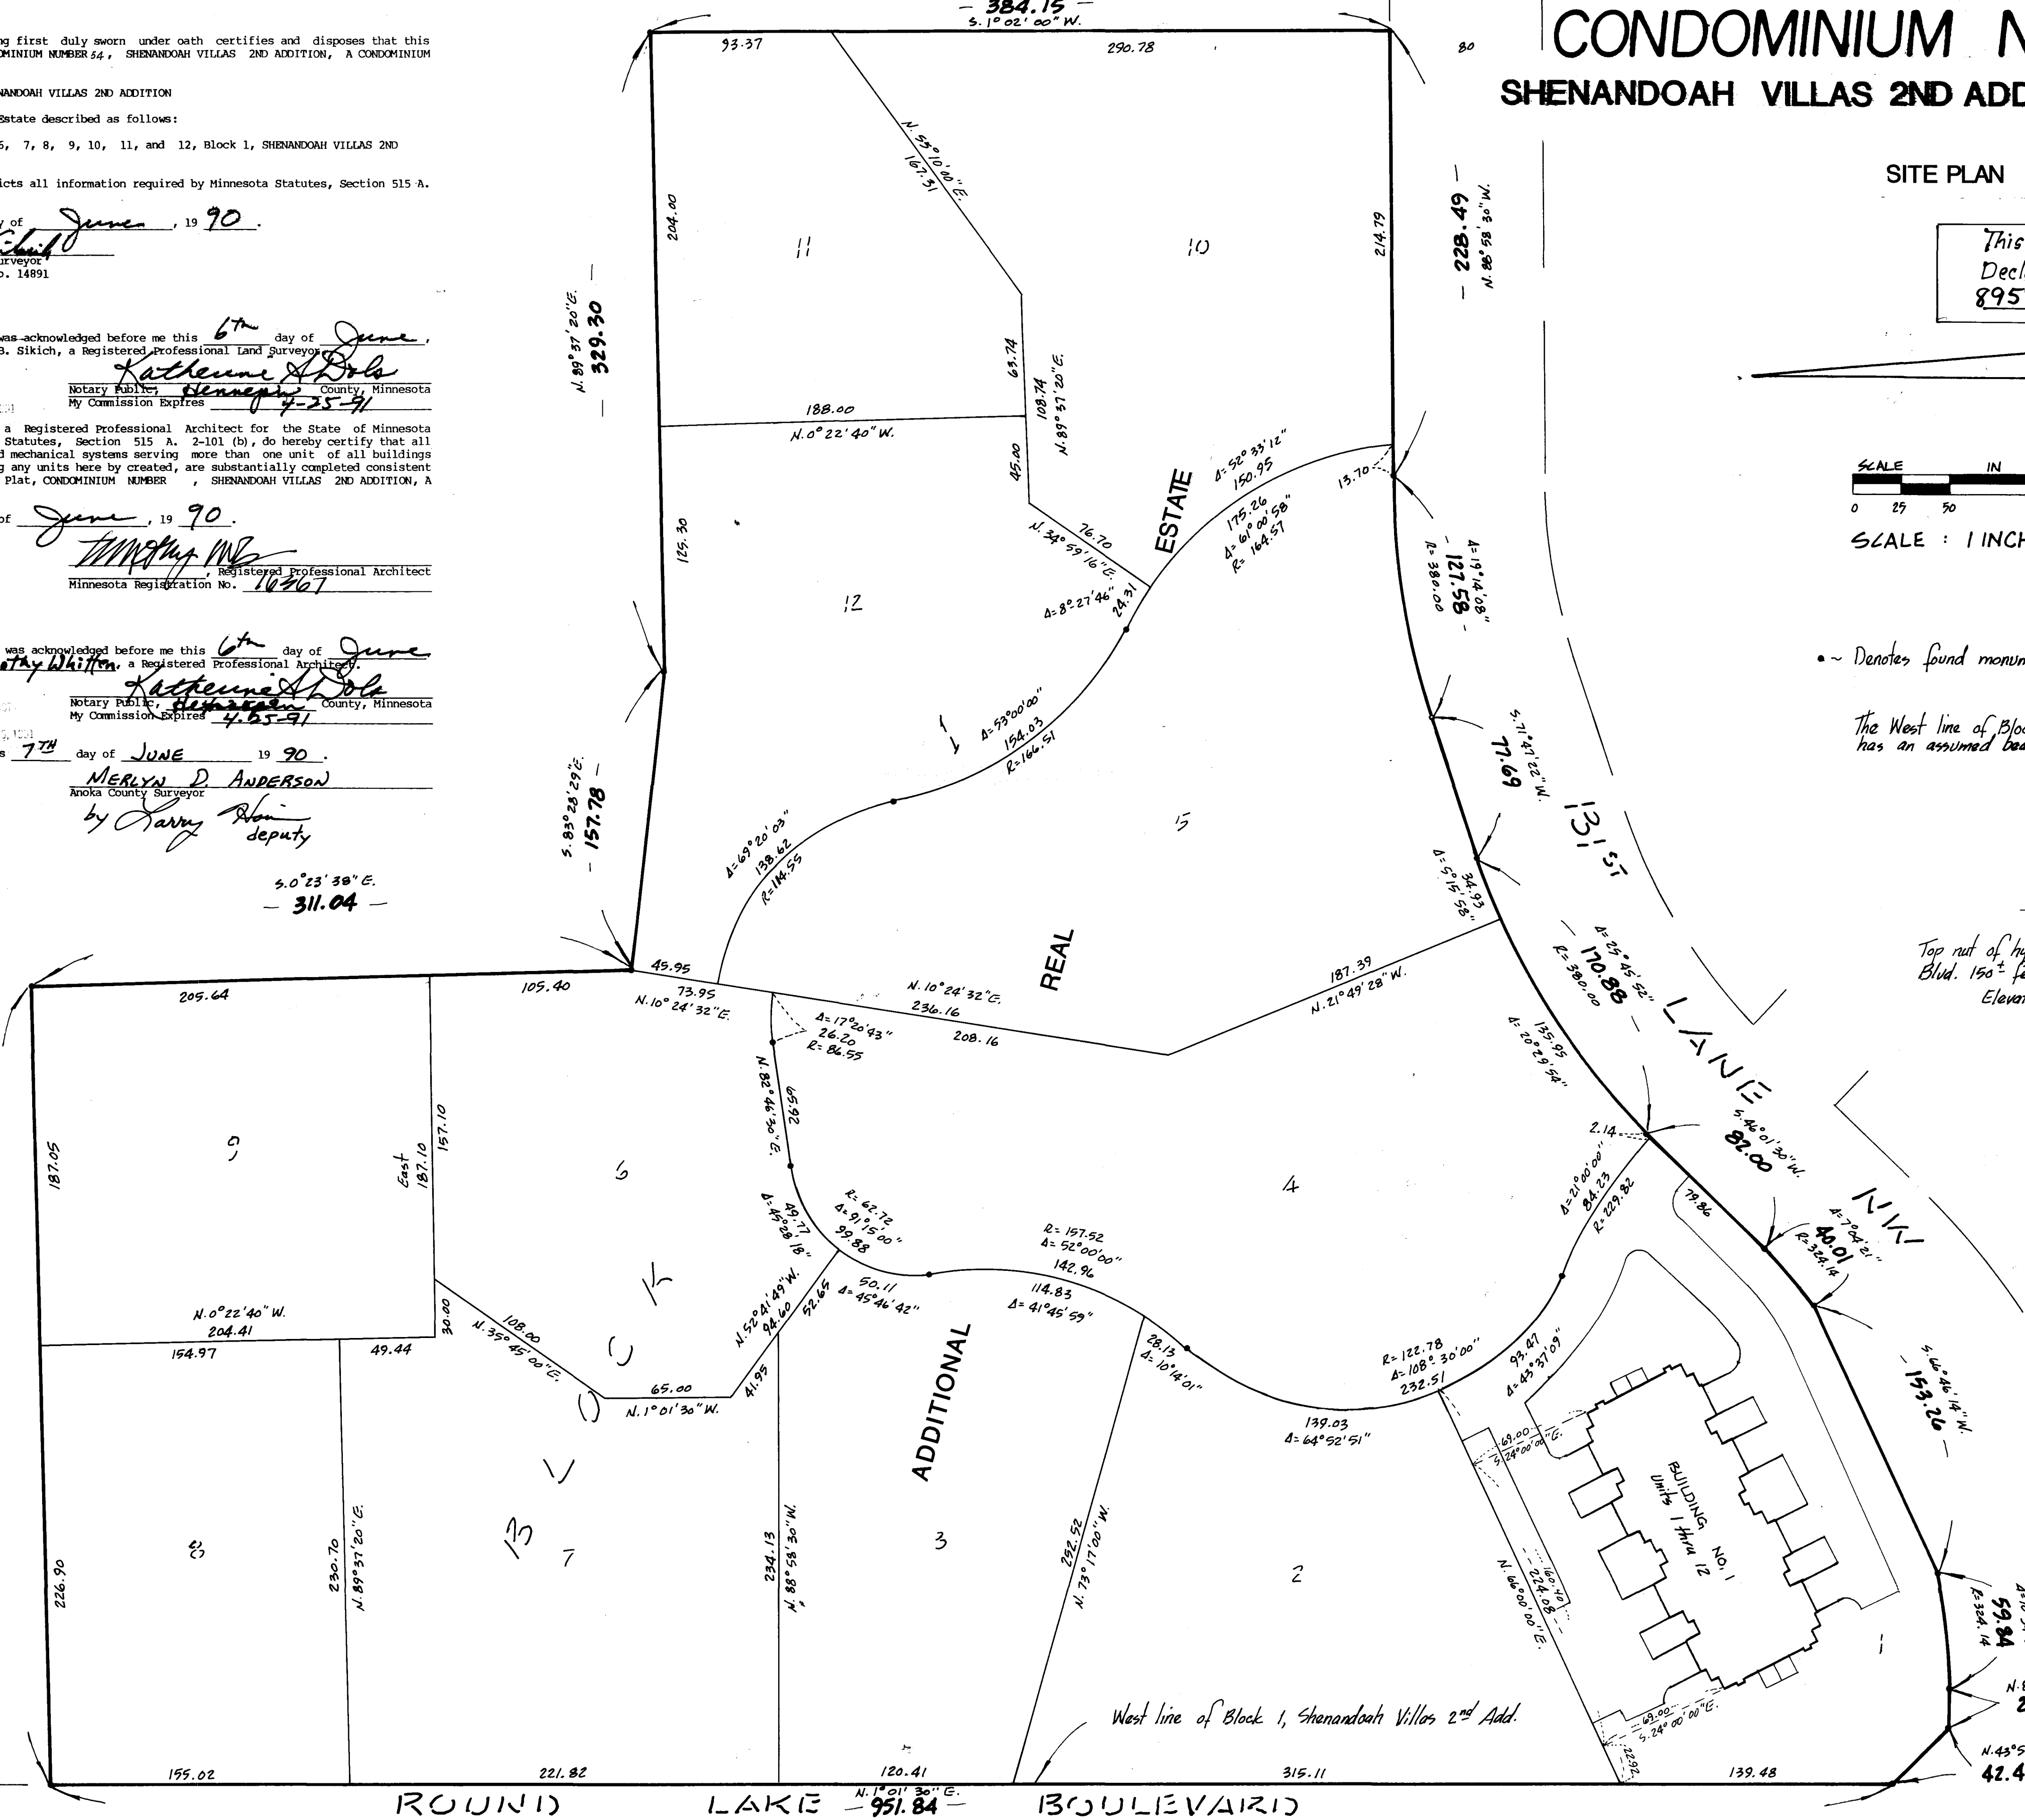 ng first duly sworn under oath certifies and disposes that this
OMINIUM NUMBER 54, SHENANDOAH VILLAS 2ND ADDITION, A CONDOMINIUM
NANDOAH VILLAS 2ND ADDITION
Estate described as follows:
6, 7, 8, 9, 10, 11, and 12, Block 1, SHENANDOAH VILLAS 2ND
icts all information required by Minnesota Statutes, Section 515 A.
y of June, 19 90.
urveyor
o. 14891
was acknowledged before me this 6th day of June,
B. Sikich, a Registered Professional Land Surveyor
Katherine A Dols
Notary Public, Hennepin County, Minnesota
My Commission Expires 4-25-91
a Registered Professional Architect for the State of Minnesota
Statutes, Section 515 A. 2-101 (b), do hereby certify that all
d mechanical systems serving more than one unit of all buildings
g any units here by created, are substantially completed consistent
Plat, CONDOMINIUM NUMBER , SHENANDOAH VILLAS 2ND ADDITION, A
of June, 19 90.
, Registered Professional Architect
Minnesota Registration No. 16367
was acknowledged before me this 6th day of June
othy Whitten, a Registered Professional Architect.
Katherine A Dols
Notary Public, Hennepin County, Minnesota
My Commission Expires 4-25-91
s 7TH day of JUNE 19 90.
MERLYN D. ANDERSON
Anoka County Surveyor
by Larry
deputy
S.0°23'38"E.
- 311.04 -
CONDOMINIUM N
SHENANDOAH VILLAS 2ND ADD
SITE PLAN
This
Decl
895
SCALE IN
0 25 50
SCALE : 1 INCH
•~ Denotes found monum
The West line of Bloc
has an assumed bea
Top nut of hy
Blvd. 150± fe
Eleva
- 384.15 -
S. 1°02'00"W.
93.37
290.78
80
N. 55°10'00"E.
167.31
204.00
11
10
214.79
- 228.49 -
N. 88°58'30"W.
N. 89°37'20"E.
- 329.30 -
63.74
108.74
N. 89°37'20"E.
188.00
N. 0°22'40"W.
45.00
Δ=52°33'12"
150.95
175.26
Δ=61°00'58"
R=164.57
13.70
125.30
76.70
N. 34°59'16"E.
ESTATE
12
Δ=8°27'46"
24.31
Δ=19°14'08"
- 127.58 -
R=380.00
1
Δ=53°00'00"
154.03
R=166.51
S. 71°47'22"W.
77.69
131 ST
S. 83°28'29"E.
- 157.78 -
Δ=69°20'03"
138.62
R=114.55
5
34.93
Δ=5°15'58"
REAL
187.39
N. 21°49'28"W.
Δ=25°45'52"
- 170.88 -
R=380.00
LANE
205.64
105.40
45.95
73.95
N. 10°24'32"E.
N. 10°24'32"E.
236.16
208.16
Δ=17°20'43"
26.20
R=86.55
135.95
Δ=20°29'54"
N. 82°46'30"E.
65.92
187.05
9
East
187.10
157.10
6
4
2.14
S. 46°01'30"W.
82.00
NW
Δ=21°00'00"
84.23
R=229.82
79.86
Δ=7°04'21"
40.01
R=324.14
49.77
Δ=45°28'18"
R=62.72
Δ=91°15'00"
99.88
R=157.52
Δ=52°00'00"
142.96
50.11
Δ=45°46'42"
114.83
Δ=41°45'59"
N. 0°22'40"W.
204.41
154.97
49.44
30.00
108.00
N. 35°45'00"E.
N. 52°41'49"W.
94.60
52.65
41.95
65.00
N. 1°01'30"W.
28.13
Δ=10°14'01"
R=122.78
Δ=108°30'00"
232.51
93.47
Δ=43°37'09"
139.03
Δ=64°52'51"
S. 66°46'14"W.
- 153.26 -
ADDITIONAL
BLOCK
69.00
S. 24°00'00"E.
BUILDING NO. 1
Units 1 thru 12
8
226.90
230.70
N. 89°37'20"E.
7
234.13
N. 88°58'30"W.
3
252.52
N. 73°17'00"W.
2
160.40
224.08
N. 66°00'00"E.
1
59.84
R=324.14
69.00
S. 24°00'00"E.
22.92
West line of Block 1, Shenandoah Villas 2nd Add.
N.43°5
42.4
155.02
221.82
120.41
315.11
139.48
N. 1°01'30"E.
- 951.84 -
ROUND LAKE BOULEVARD